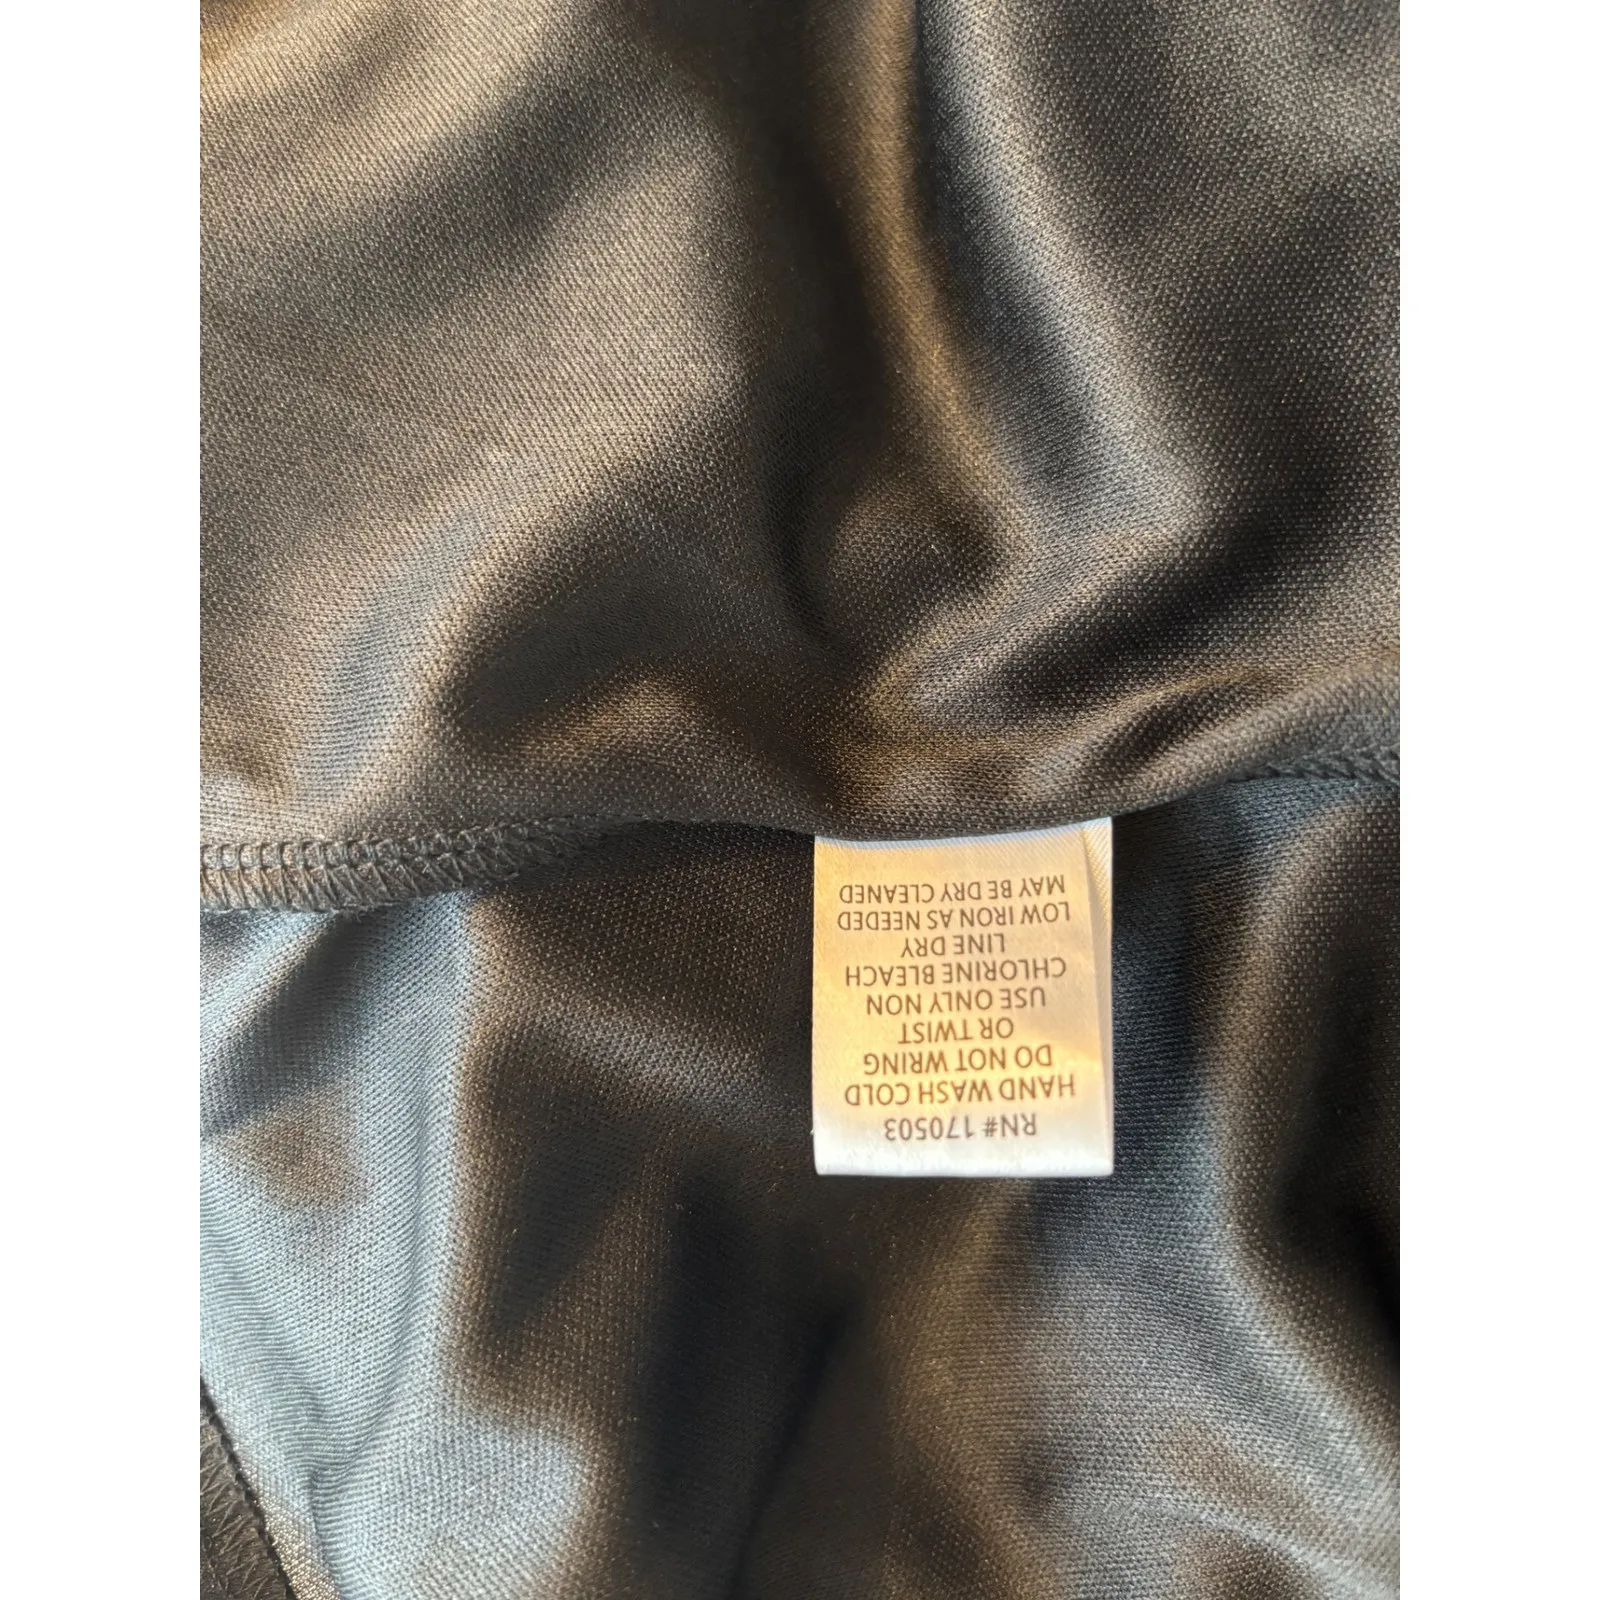 RN# 170503
HAND WASH COLD
DO NOT WRING
OR TWIST
USE ONLY NON
CHLORINE BLEACH
LINE DRY
LOW IRON AS NEEDED
MAY BE DRY CLEANED